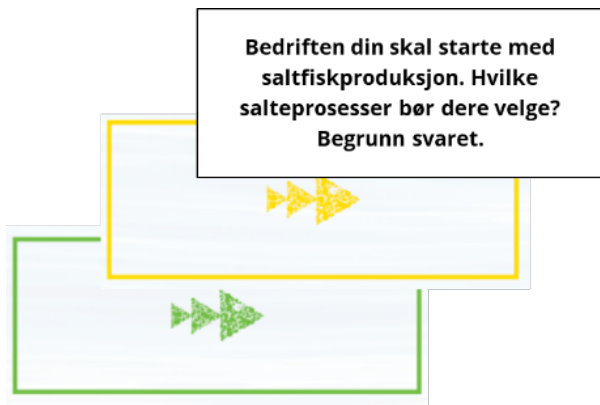 Bedriften din skal starte med
saltfiskproduksjon. Hvilke
salteprosesser bør dere velge?
Begrunn svaret.